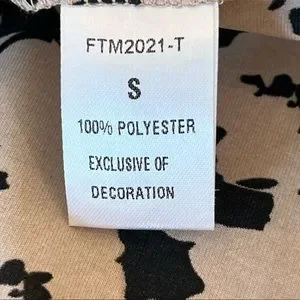 FTM2021-T
S
100% POLYESTER
EXCLUSIVE OF
DECORATION